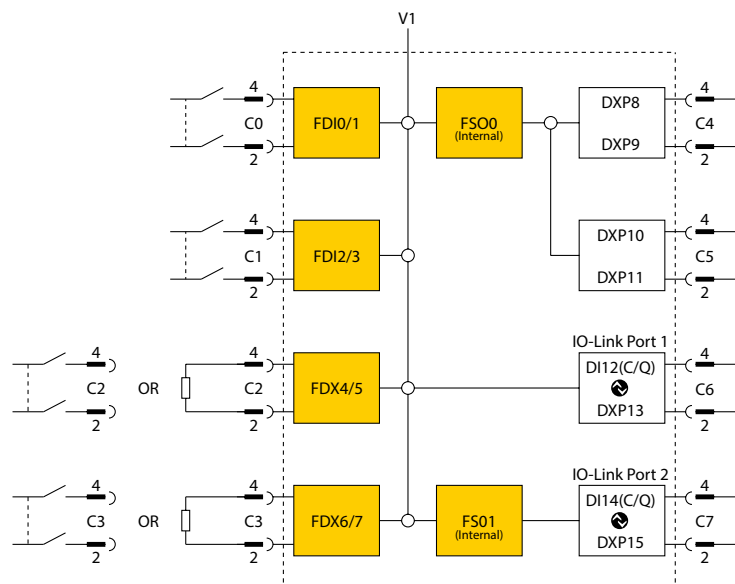 V1
4
C0
2
FDI0/1
FSO0
(Internal)
DXP8
DXP9
4
C4
2
4
C1
2
FDI2/3
DXP10
DXP11
4
C5
2
4
C2
2
OR
4
C2
2
FDX4/5
IO-Link Port 1
DI12(C/Q)
DXP13
4
C6
2
4
C3
2
OR
4
C3
2
FDX6/7
FS01
(Internal)
IO-Link Port 2
DI14(C/Q)
DXP15
4
C7
2